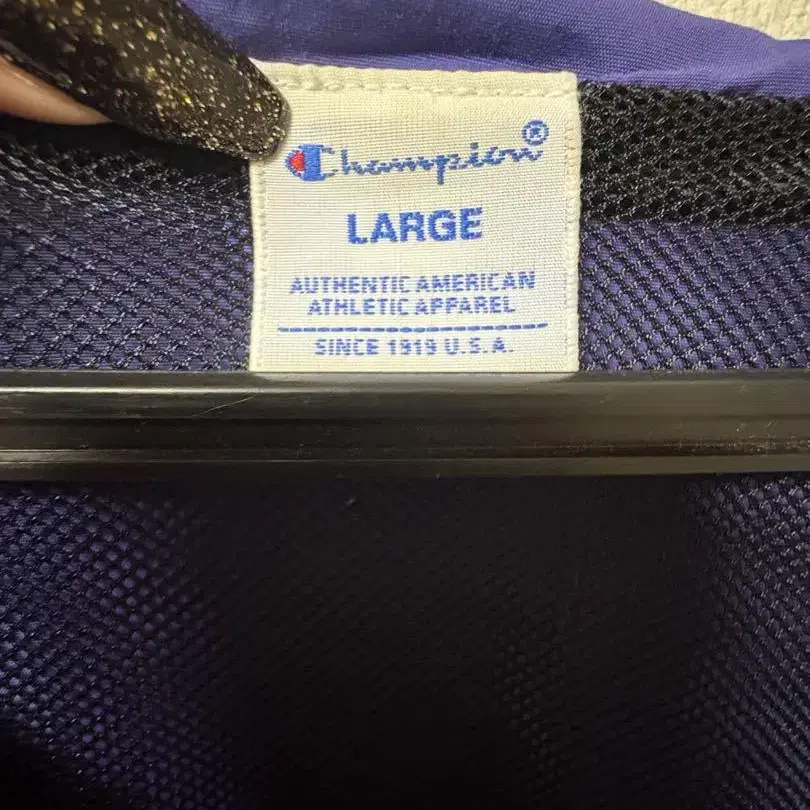 Champion®
LARGE
AUTHENTIC AMERICAN
ATHLETIC APPAREL
SINCE 1919 U.S.A.